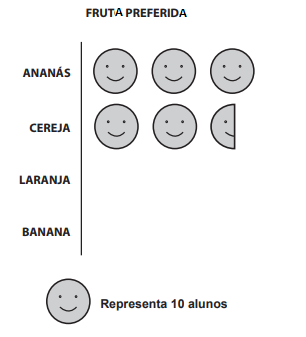 FRUTA PREFERIDA
ANANÁS
CEREJA
LARANJA
BANANA
Representa 10 alunos